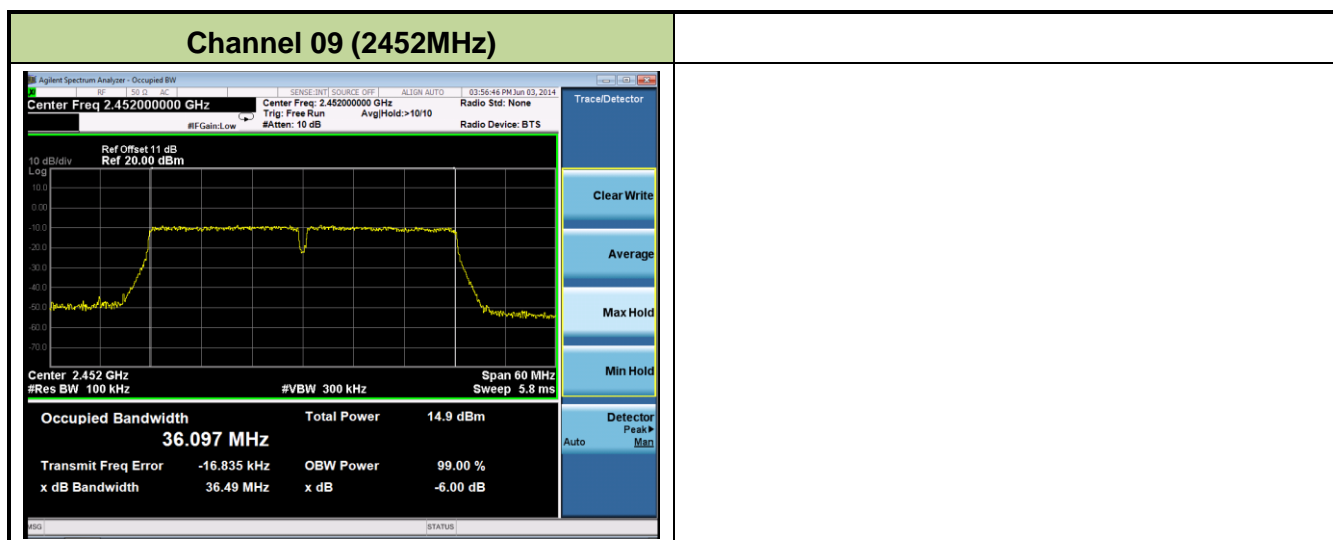 Channel 09 (2452MHz)
Agilent Spectrum Analyzer - Occupied BW
RF 50 Ω AC SENSE:INT SOURCE OFF ALIGN AUTO 03:56:46 PM Jun 03, 2014
Center Freq 2.452000000 GHz
Center Freq: 2.452000000 GHz
Radio Std: None
Trig: Free Run Avg|Hold:>10/10
#IFGain:Low
#Atten: 10 dB
Radio Device: BTS
Trace/Detector
Ref Offset 11 dB
10 dB/div Ref 20.00 dBm
Log
10.0
0.00
-10.0
-20.0
-30.0
-40.0
-50.0
-60.0
-70.0
Center 2.452 GHz
Span 60 MHz
#Res BW 100 kHz
#VBW 300 kHz
Sweep 5.8 ms
Clear Write
Average
Max Hold
Min Hold
Detector
Peak▶
Auto Man
Occupied Bandwidth
Total Power 14.9 dBm
36.097 MHz
Transmit Freq Error -16.835 kHz OBW Power 99.00 %
x dB Bandwidth 36.49 MHz x dB -6.00 dB
MSG
STATUS